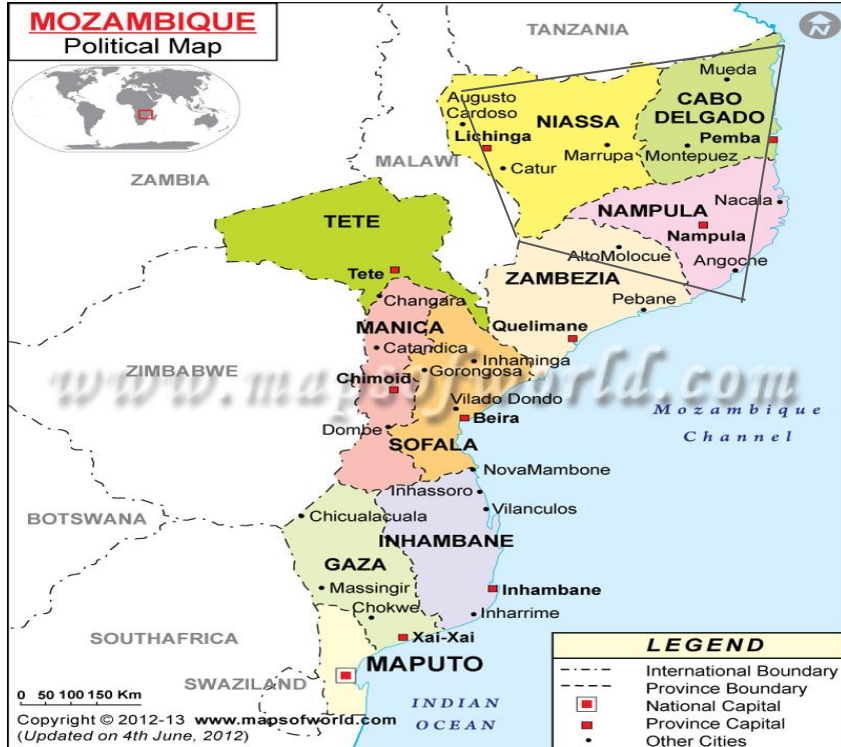 MOZAMBIQUE
Political Map
TANZANIA
Mueda
Augusto
Cardoso
CABO
DELGADO
NIASSA
Lichinga
Pemba
Marrupa
Montepuez
MALAWI
Catur
ZAMBIA
Nacala
NAMPULA
TETE
Nampula
AltoMolocue
Angoche
Tete
ZAMBEZIA
Changara
Pebane
MANICA
Quelimane
Catandica
Inhaminga
ZIMBABWE
Gorongosa
Chimoid
www.mapsofworld.com
Vilado Dondo
Beira
Mozambique
Channel
Dombe
SOFALA
NovaMambone
Inhassoro
Vilanculos
BOTSWANA
Chicualacuala
INHAMBANE
GAZA
Massingir
Inhambane
Chokwe
Inharrime
SOUTHAFRICA
Xai-Xai
MAPUTO
SWAZILAND
INDIAN
OCEAN
LEGEND
International Boundary
Province Boundary
National Capital
Province Capital
Other Cities
0 50 100 150 Km
Copyright © 2012-13 www.mapsofworld.com
(Updated on 4th June, 2012)
N